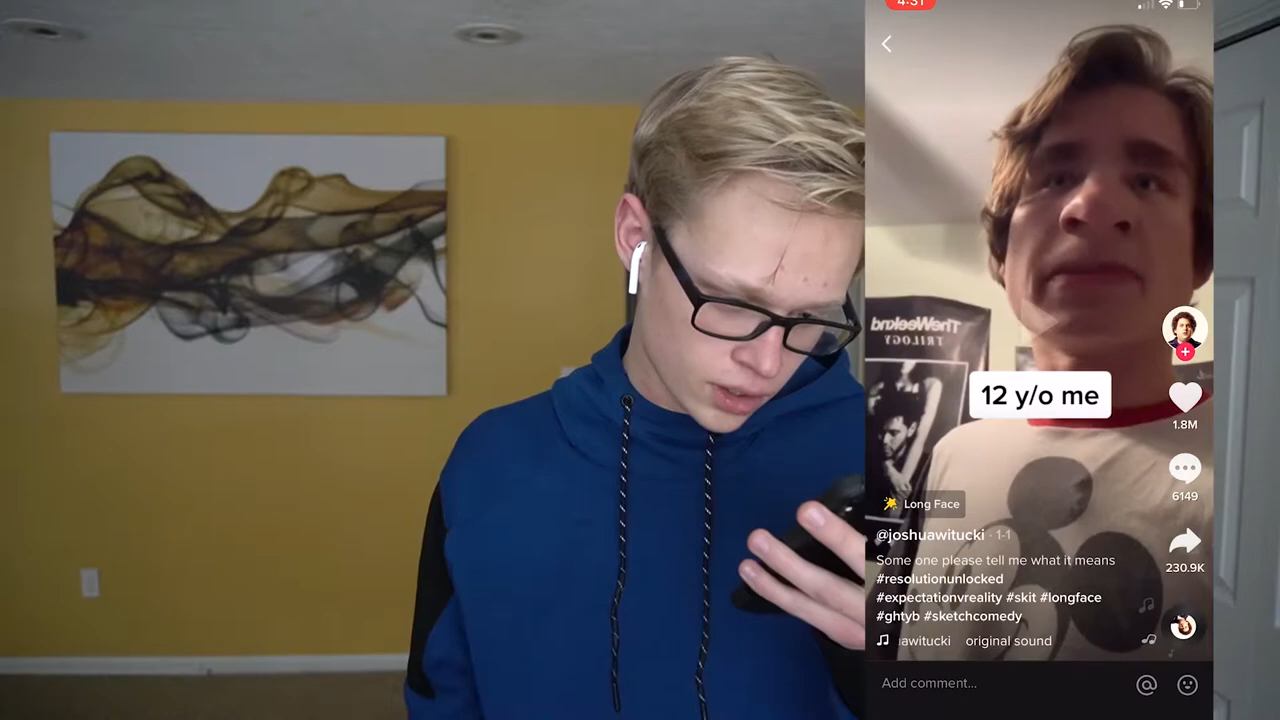 4:31
TheWeeknd
TRILOGY
12 y/o me
1.8M
6149
230.9K
Long Face
@joshuawitucki · 1-1
Some one please tell me what it means
#resolutionunlocked
#expectationvreality #skit #longface
#ghtyb #sketchcomedy
awitucki original sound
Add comment...